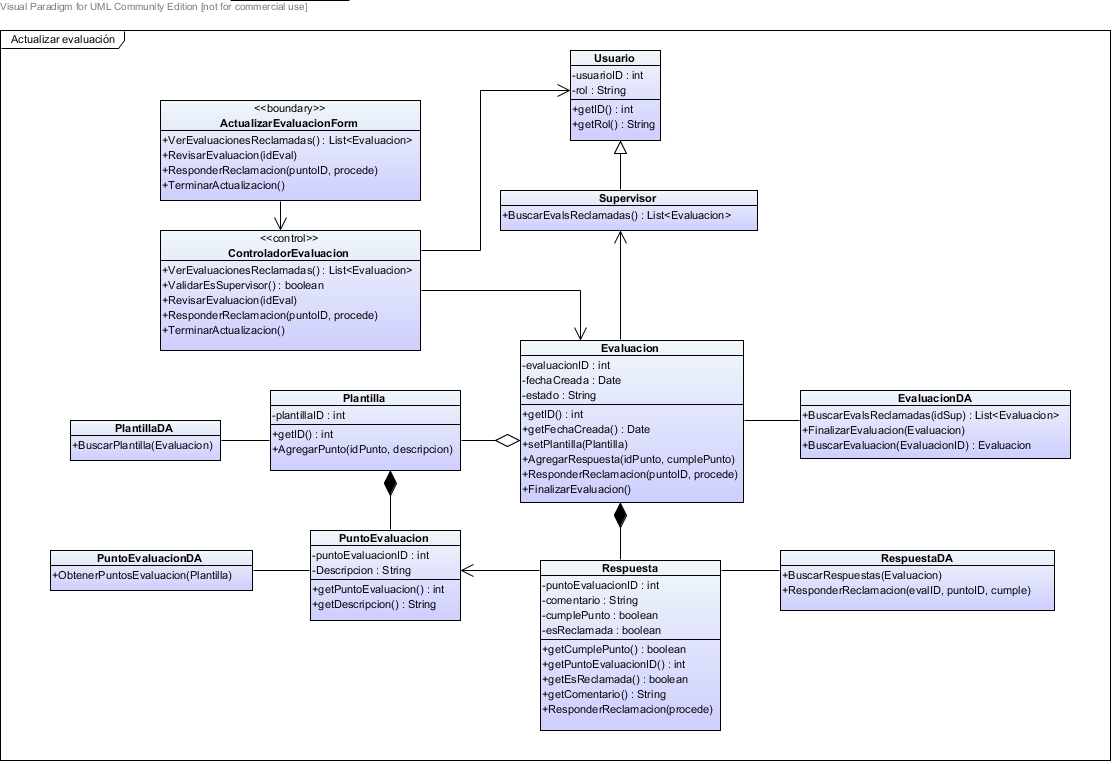 Visual Paradigm for UML Community Edition [not for commercial use]
Actualizar evaluación
Usuario
-usuarioID : int
-rol : String
+getID() : int
+getRol() : String
<<boundary>>
ActualizarEvaluacionForm
+VerEvaluacionesReclamadas() : List<Evaluacion>
+RevisarEvaluacion(idEval)
+ResponderReclamacion(puntoID, procede)
+TerminarActualizacion()
Supervisor
+BuscarEvalsReclamadas() : List<Evaluacion>
<<control>>
ControladorEvaluacion
+VerEvaluacionesReclamadas() : List<Evaluacion>
+ValidarEsSupervisor() : boolean
+RevisarEvaluacion(idEval)
+ResponderReclamacion(puntoID, procede)
+TerminarActualizacion()
Evaluacion
-evaluacionID : int
-fechaCreada : Date
-estado : String
+getID() : int
+getFechaCreada() : Date
+setPlantilla(Plantilla)
+AgregarRespuesta(idPunto, cumplePunto)
+ResponderReclamacion(puntoID, procede)
+FinalizarEvaluacion()
Plantilla
-plantillaID : int
+getID() : int
+AgregarPunto(idPunto, descripcion)
PlantillaDA
+BuscarPlantilla(Evaluacion)
EvaluacionDA
+BuscarEvalsReclamadas(idSup) : List<Evaluacion>
+FinalizarEvaluacion(Evaluacion)
+BuscarEvaluacion(EvaluacionID) : Evaluacion
PuntoEvaluacionDA
+ObtenerPuntosEvaluacion(Plantilla)
PuntoEvaluacion
-puntoEvaluacionID : int
-Descripcion : String
+getPuntoEvaluacion() : int
+getDescripcion() : String
Respuesta
-puntoEvaluacionID : int
-comentario : String
-cumplePunto : boolean
-esReclamada : boolean
+getCumplePunto() : boolean
+getPuntoEvaluacionID() : int
+getEsReclamada() : boolean
+getComentario() : String
+ResponderReclamacion(procede)
RespuestaDA
+BuscarRespuestas(Evaluacion)
+ResponderReclamacion(evalID, puntoID, cumple)